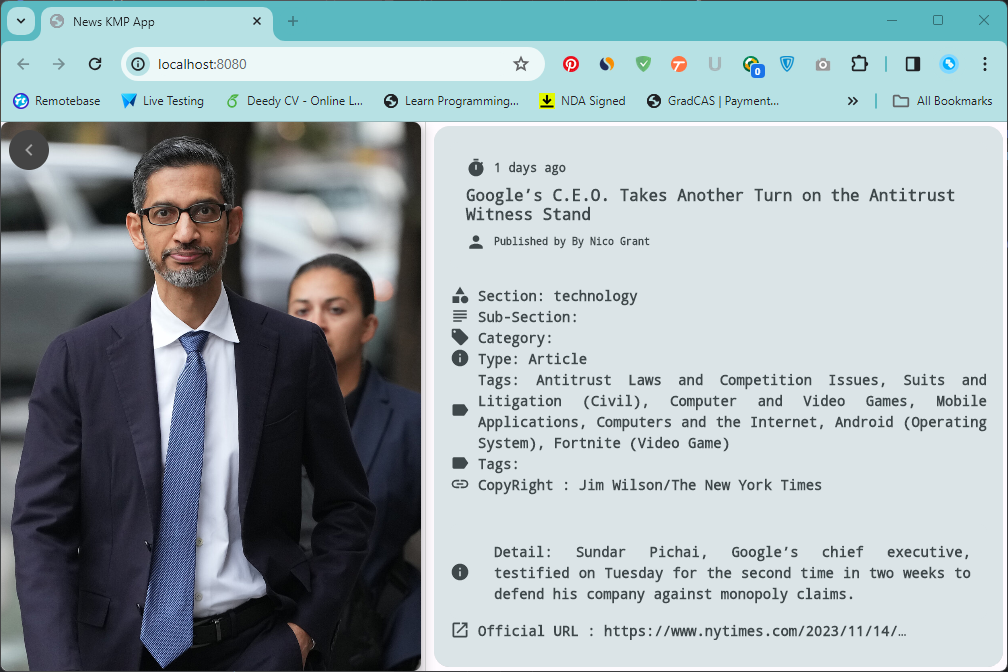 News KMP App
localhost:8080
0
Remotebase
Live Testing
Deedy CV - Online L...
Learn Programming...
NDA Signed
GradCAS | Payment...
All Bookmarks
1 days ago
Google’s C.E.O. Takes Another Turn on the Antitrust
Witness Stand
Published by By Nico Grant
Section: technology
Sub-Section:
Category:
Type: Article
Tags: Antitrust Laws and Competition Issues, Suits and
Litigation (Civil), Computer and Video Games, Mobile
Applications, Computers and the Internet, Android (Operating
System), Fortnite (Video Game)
Tags:
CopyRight : Jim Wilson/The New York Times
Detail: Sundar Pichai, Google’s chief executive,
testified on Tuesday for the second time in two weeks to
defend his company against monopoly claims.
Official URL : https://www.nytimes.com/2023/11/14/…